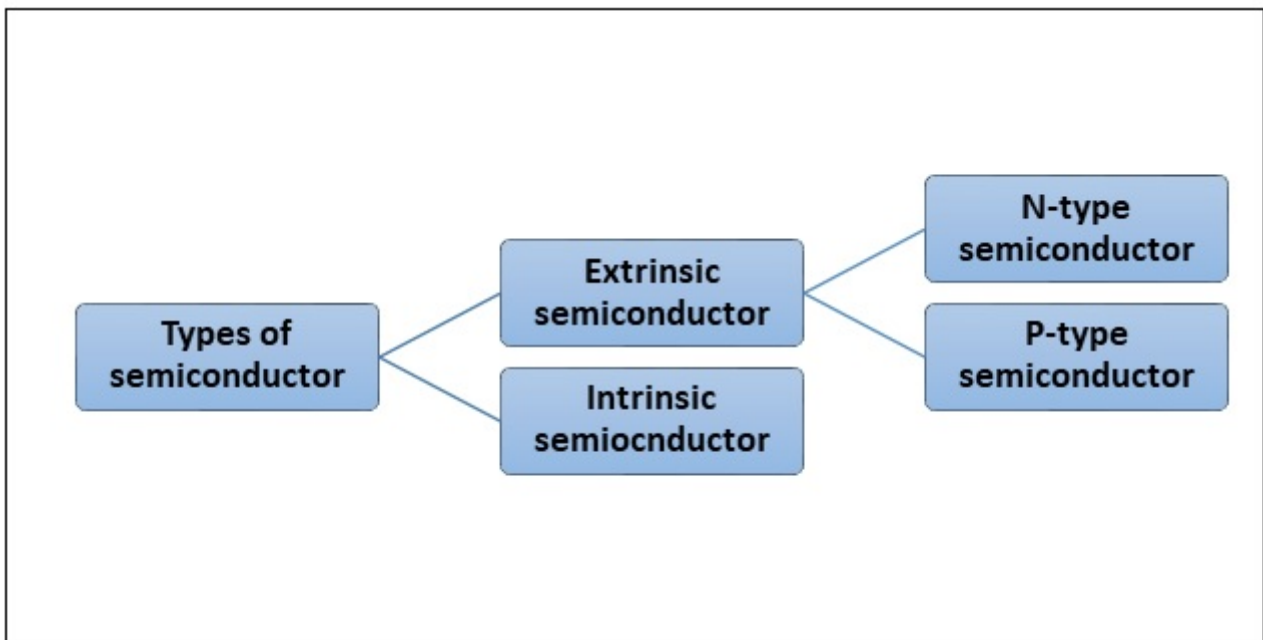 Types of
semiconductor
Extrinsic
semiconductor
Intrinsic
semiocnductor
N-type
semiconductor
P-type
semiconductor